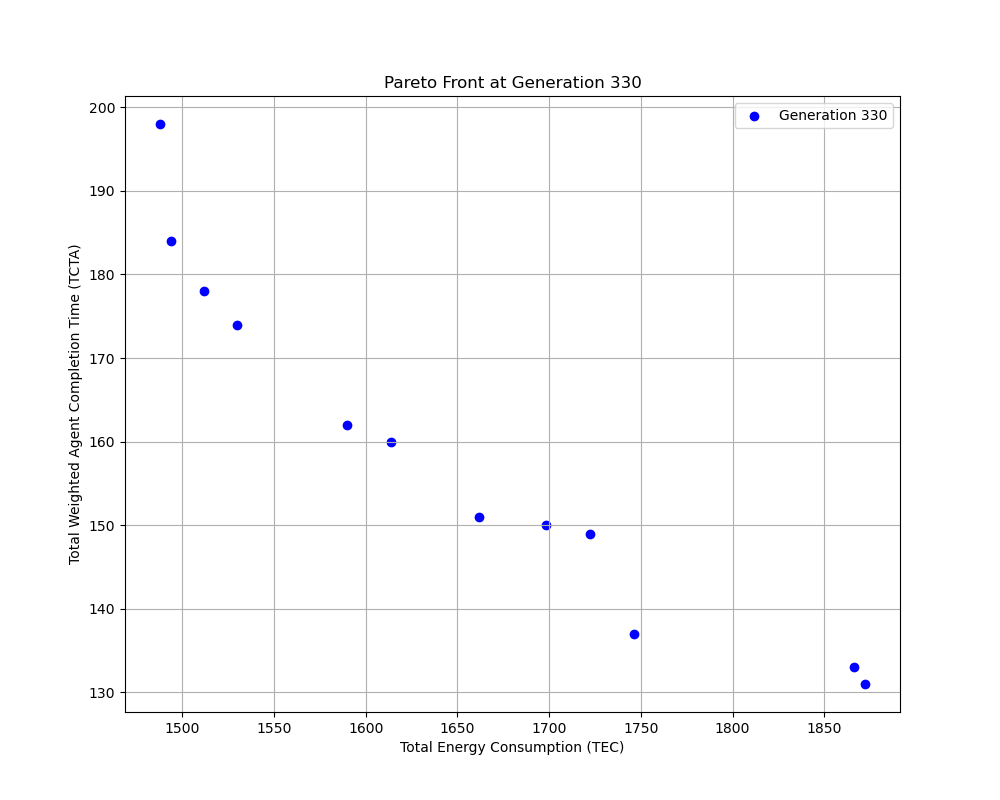 Pareto Front at Generation 330
Generation 330
Total Weighted Agent Completion Time (TCTA)
200
190
180
170
160
150
140
130
1500 1550 1600 1650 1700 1750 1800 1850
Total Energy Consumption (TEC)